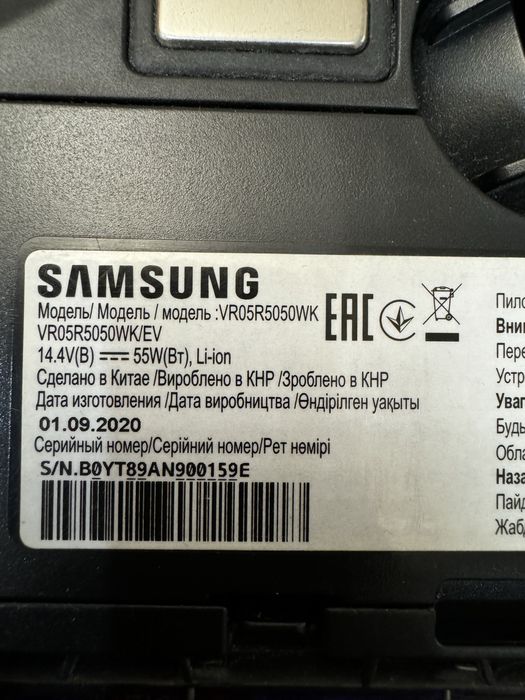 SAMSUNG
Модель/ Модель / модель :VR05R5050WK
VR05R5050WK/EV
14.4V(В) 55W(Вт), Li-ion
Сделано в Китае /Вироблено в КНР /Зроблено в КНР
Дата изготовления /Дата виробництва /Өндірілген уақыты
01.09.2020
Серийный номер/Серійний номер/Рет нөмірі
S/N.B0YT89AN900159E
EAC